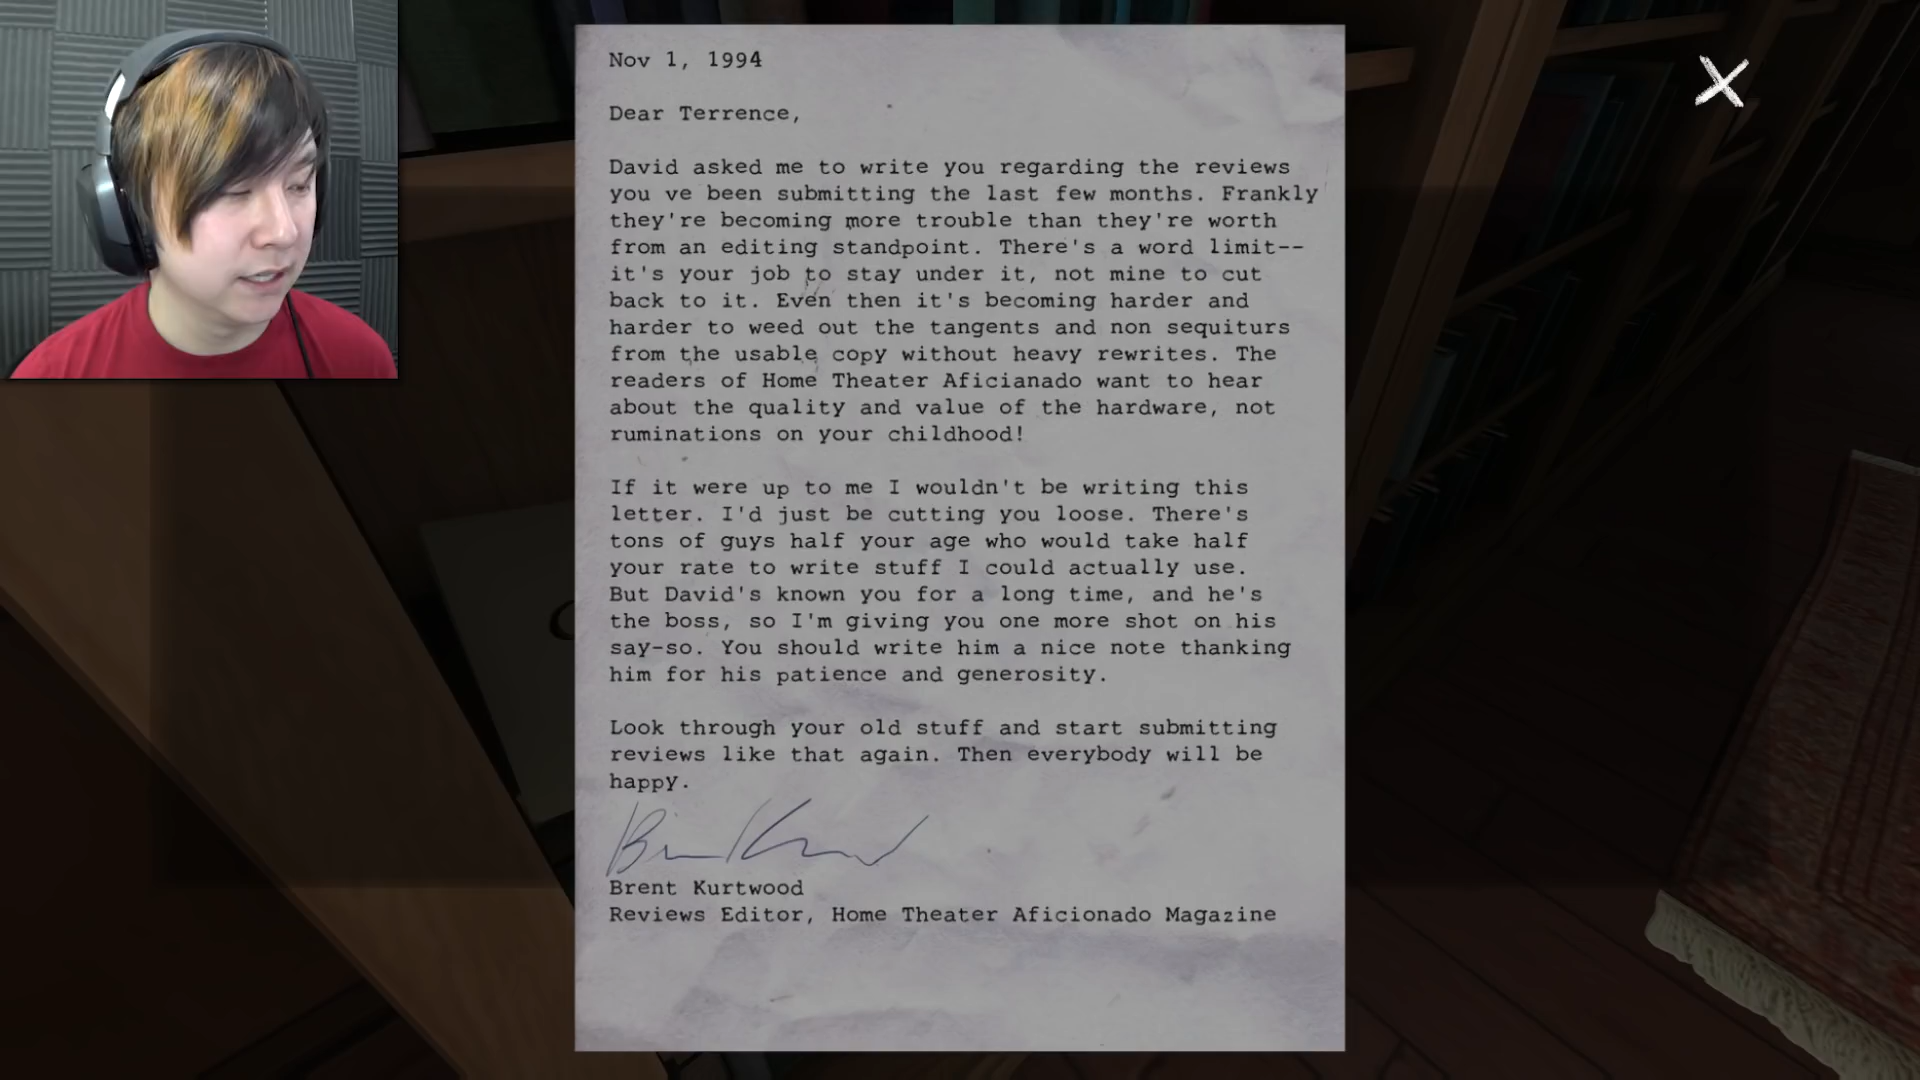 Nov 1, 1994
Dear Terrence,
David asked me to write you regarding the reviews
you ve been submitting the last few months. Frankly
they're becoming more trouble than they're worth
from an editing standpoint. There's a word limit--
it's your job to stay under it, not mine to cut
back to it. Even then it's becoming harder and
harder to weed out the tangents and non sequiturs
from the usable copy without heavy rewrites. The
readers of Home Theater Aficianado want to hear
about the quality and value of the hardware, not
ruminations on your childhood!
If it were up to me I wouldn't be writing this
letter. I'd just be cutting you loose. There's
tons of guys half your age who would take half
your rate to write stuff I could actually use.
But David's known you for a long time, and he's
the boss, so I'm giving you one more shot on his
say-so. You should write him a nice note thanking
him for his patience and generosity.
Look through your old stuff and start submitting
reviews like that again. Then everybody will be
happy.
Brent Kurtwood
Reviews Editor, Home Theater Aficionado Magazine